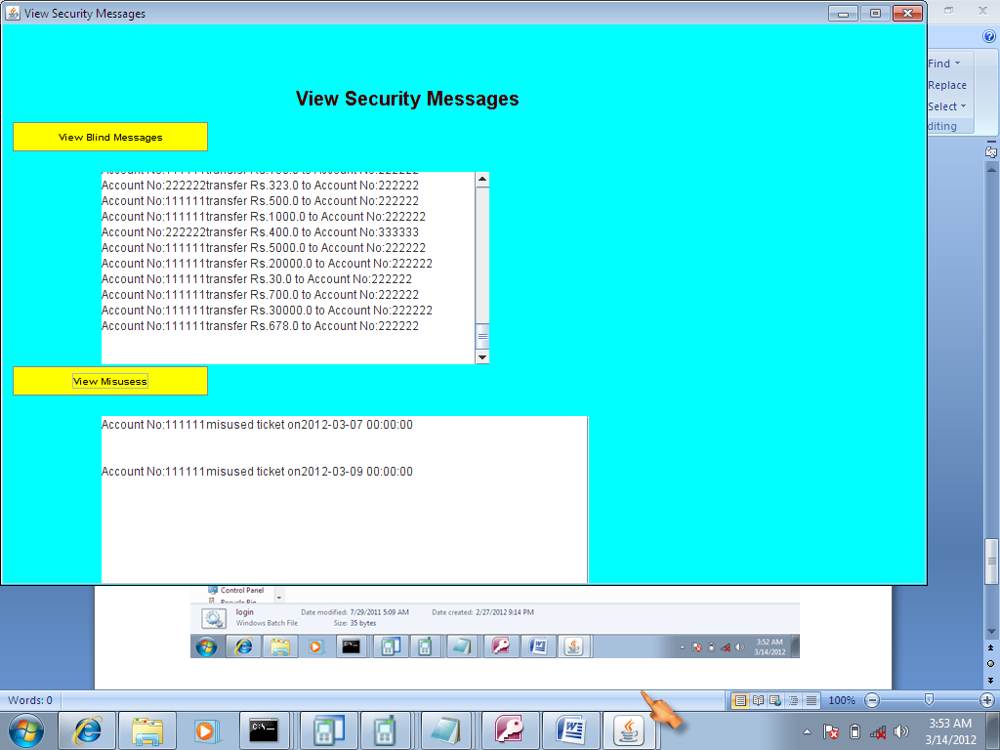 View Security Messages
Find
Replace
Select
diting
View Security Messages
View Blind Messages
Account No:222222transfer Rs.323.0 to Account No:222222
Account No:111111transfer Rs.500.0 to Account No:222222
Account No:111111transfer Rs.1000.0 to Account No:222222
Account No:222222transfer Rs.400.0 to Account No:333333
Account No:111111transfer Rs.5000.0 to Account No:222222
Account No:111111transfer Rs.20000.0 to Account No:222222
Account No:111111transfer Rs.30.0 to Account No:222222
Account No:111111transfer Rs.700.0 to Account No:222222
Account No:111111transfer Rs.30000.0 to Account No:222222
Account No:111111transfer Rs.678.0 to Account No:222222
View Misusess
Account No:111111misused ticket on2012-03-07 00:00:00
Account No:111111misused ticket on2012-03-09 00:00:00
Control Panel
login Date modified: 7/29/2011 5:09 AM Date created: 2/27/2012 9:14 PM
Windows Batch File Size: 35 bytes
3:52 AM
3/14/2012
Words: 0 100%
3:53 AM
3/14/2012